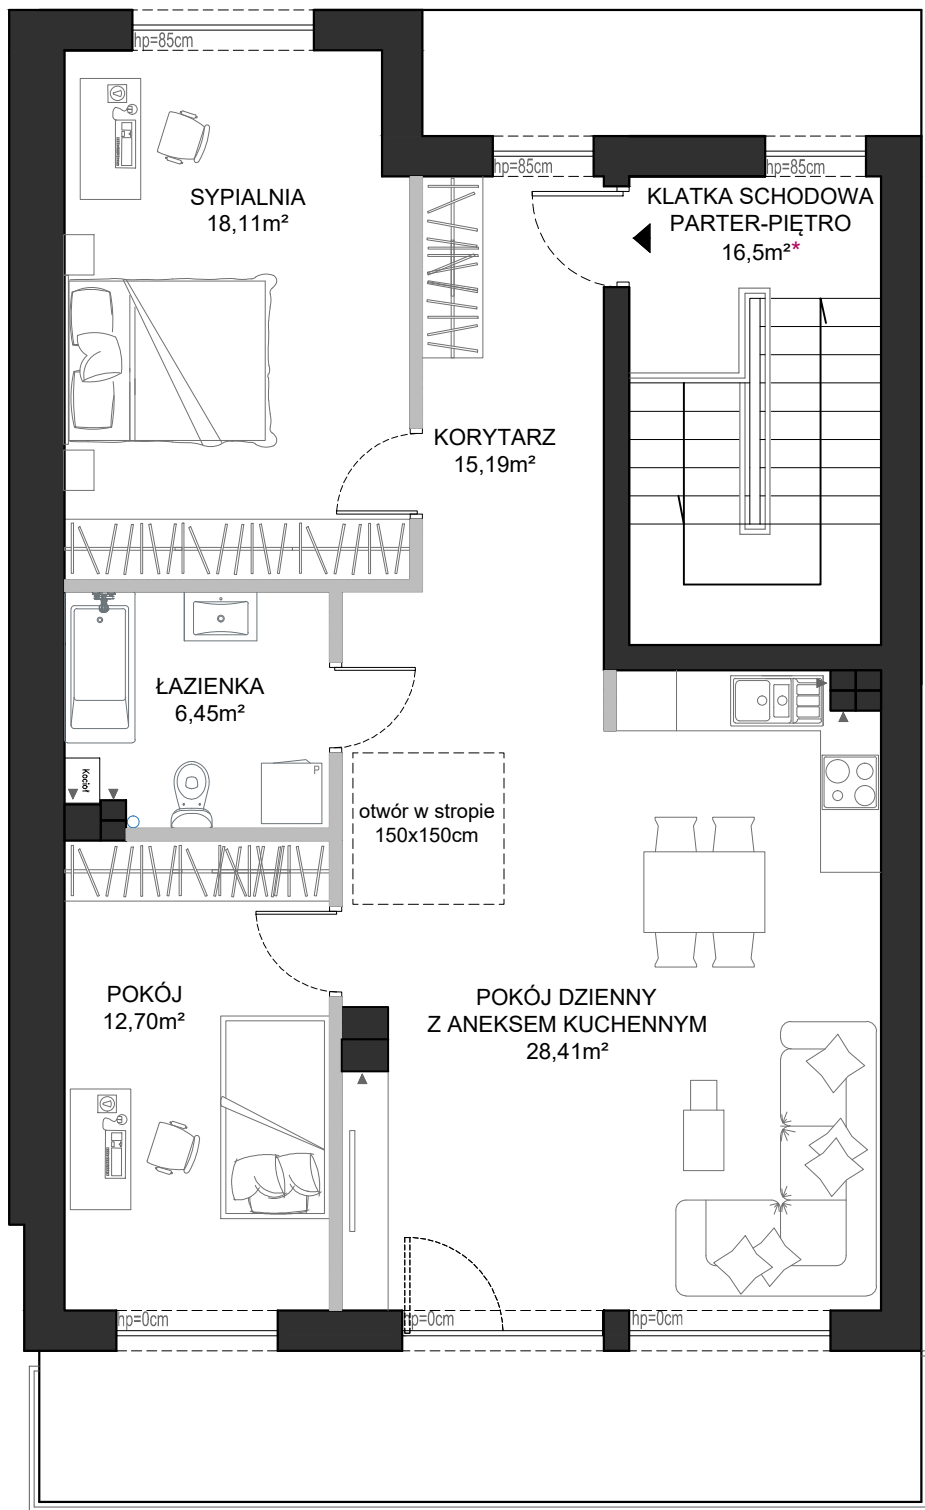 hp=85cm
hp=85cm
hp=85cm
SYPIALNIA
18,11m²
KLATKA SCHODOWA
PARTER-PIĘTRO
16,5m²*
KORYTARZ
15,19m²
ŁAZIENKA
6,45m²
Kocioł
P
otwór w stropie
150x150cm
POKÓJ
12,70m²
POKÓJ DZIENNY
Z ANEKSEM KUCHENNYM
28,41m²
hp=0cm
hp=0cm
hp=0cm